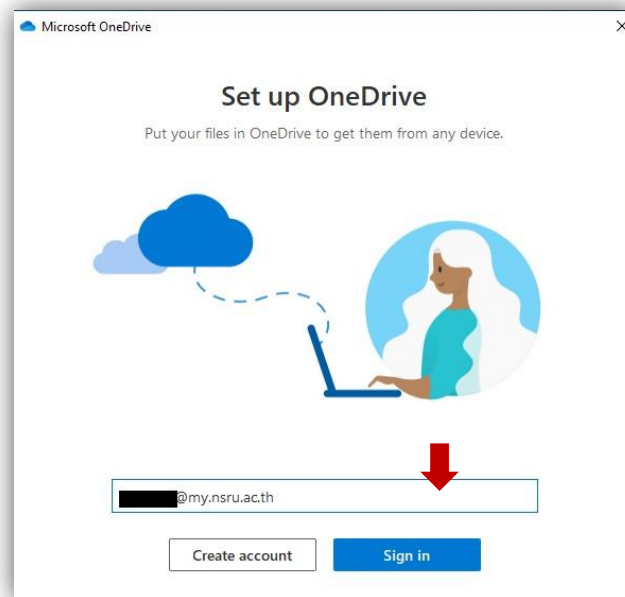 Microsoft OneDrive
Set up OneDrive
Put your files in OneDrive to get them from any device.
@my.nsru.ac.th
Create account
Sign in